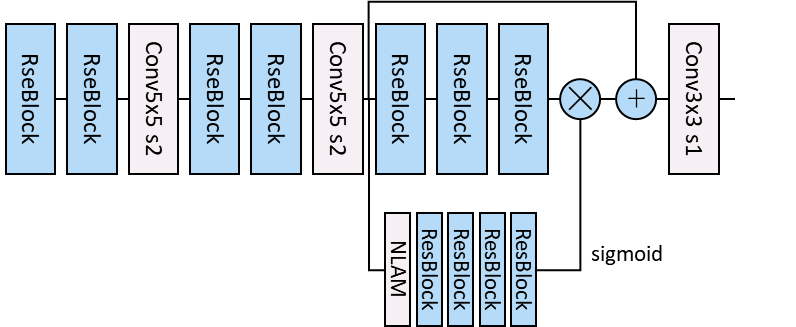 RseBlock
RseBlock
Conv5x5 s2
RseBlock
RseBlock
Conv5x5 s2
RseBlock
RseBlock
RseBlock
+
Conv3x3 s1
NLAM
ResBlock
ResBlock
ResBlock
ResBlock
sigmoid